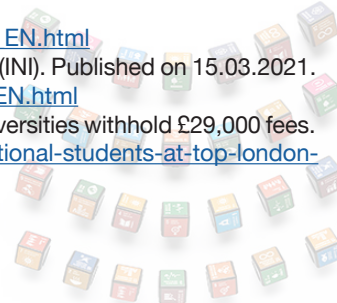 EN.html
(INI). Published on 15.03.2021.
EN.html
versities withhold £29,000 fees.
tional-students-at-top-london-